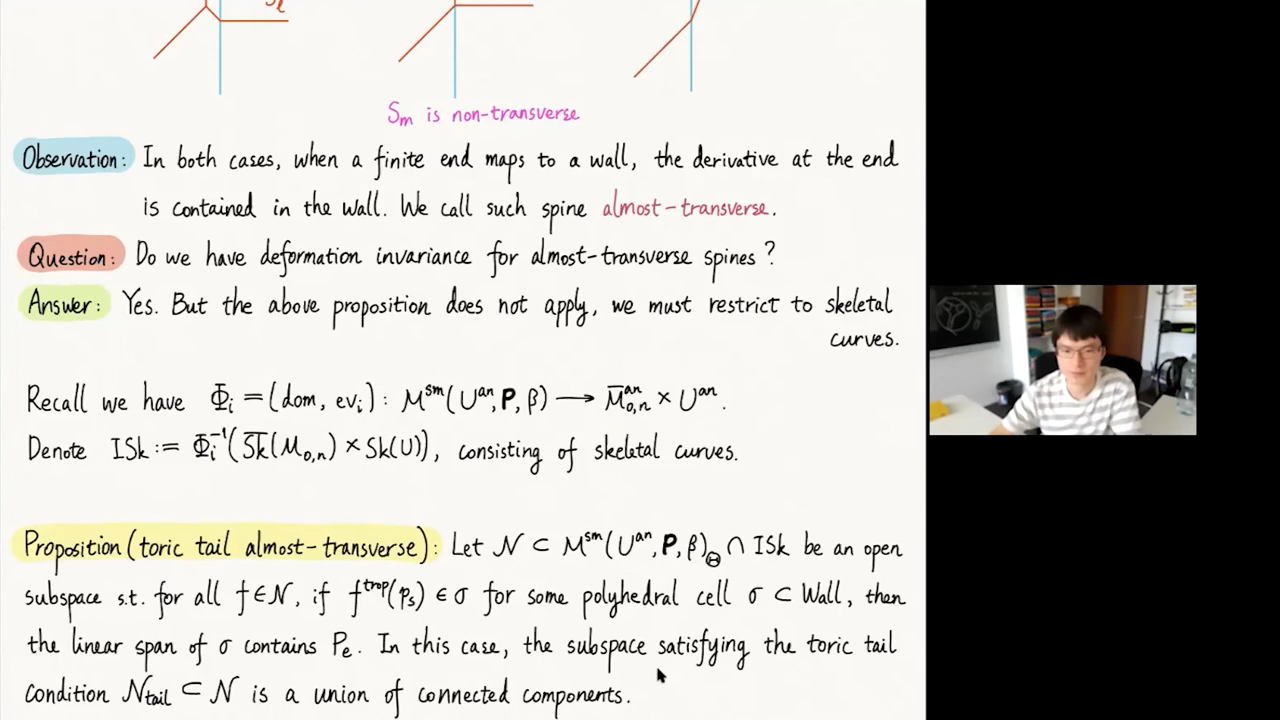 S_ℓ
S_m is non-transverse
Observation: In both cases, when a finite end maps to a wall, the derivative at the end
is contained in the wall. We call such spine almost-transverse.
Question: Do we have deformation invariance for almost-transverse spines?
Answer: Yes. But the above proposition does not apply, we must restrict to skeletal
curves.
Recall we have Φ_i = (dom, ev_i): M^sm(U^an, P, β) ⟶ M̄^an_{0,n} × U^an.
Denote ISk := Φ_i^{-1}(S̅k̅(M_{0,n}) × Sk(U)), consisting of skeletal curves.
Proposition (toric tail almost-transverse): Let N ⊂ M^sm(U^an, P, β)_Θ ∩ ISk be an open
subspace s.t. for all f ∈ N, if f^trop(p_s) ∈ σ for some polyhedral cell σ ⊂ Wall, then
the linear span of σ contains P_e. In this case, the subspace satisfying the toric tail
condition N_tail ⊂ N is a union of connected components.